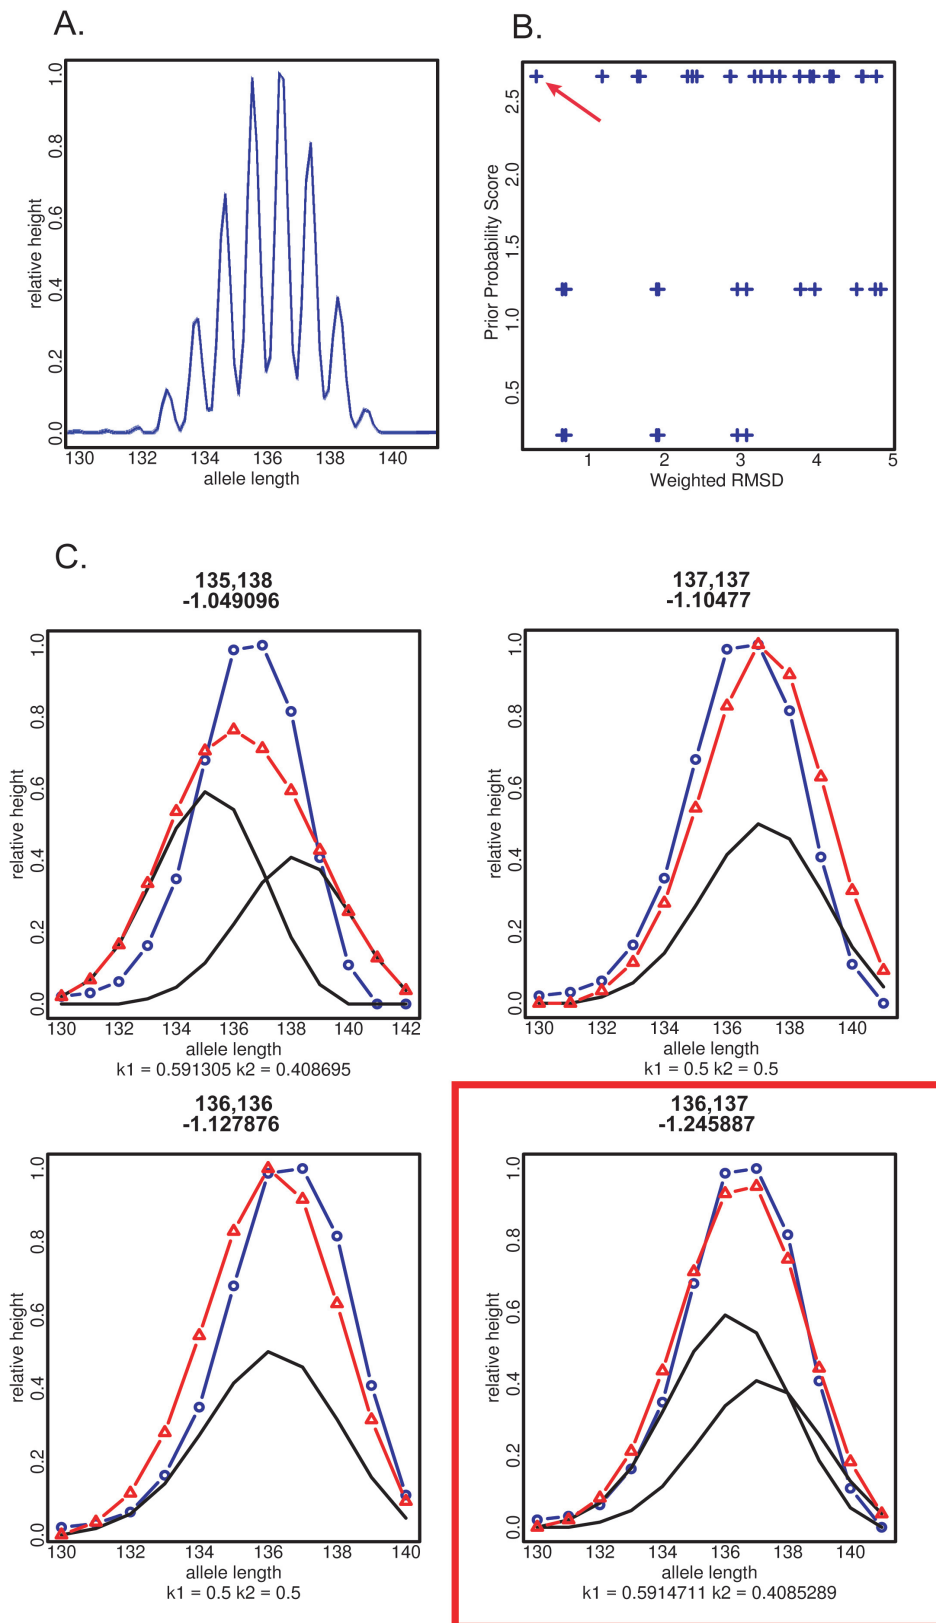 A.
relative height
0.0 0.2 0.4 0.6 0.8 1.0
130 132 134 136 138 140
allele length
B.
Prior Probability Score
0.5 1.0 1.5 2.0 2.5
1 2 3 4 5
Weighted RMSD
C.
135,138
-1.049096
relative height
0.0 0.2 0.4 0.6 0.8 1.0
130 132 134 136 138 140 142
allele length
k1 = 0.591305 k2 = 0.408695
137,137
-1.10477
relative height
0.0 0.2 0.4 0.6 0.8 1.0
130 132 134 136 138 140
allele length
k1 = 0.5 k2 = 0.5
136,136
-1.127876
relative height
0.0 0.2 0.4 0.6 0.8 1.0
130 132 134 136 138 140
allele length
k1 = 0.5 k2 = 0.5
136,137
-1.245887
relative height
0.0 0.2 0.4 0.6 0.8 1.0
130 132 134 136 138 140
allele length
k1 = 0.5914711 k2 = 0.4085289